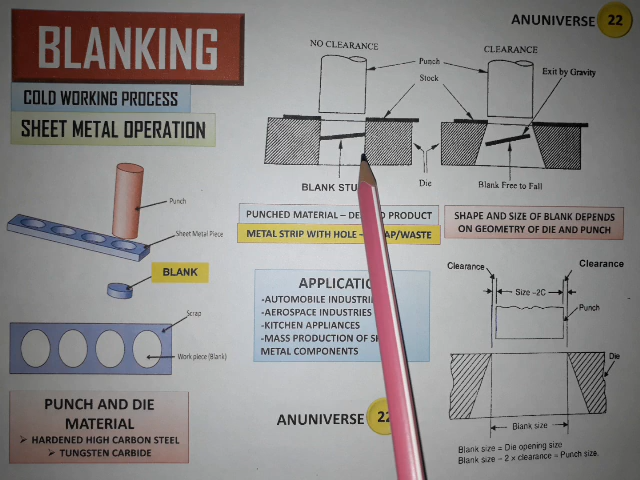 BLANKING
ANUNIVERSE 22
COLD WORKING PROCESS
SHEET METAL OPERATION
NO CLEARANCE
CLEARANCE
Punch
Stock
Exit by Gravity
Die
BLANK STU
Blank Free to Fall
Punch
Sheet Metal Piece
BLANK
Scrap
Work piece (Blank)
PUNCHED MATERIAL – DE D PRODUCT
METAL STRIP WITH HOLE – AP/WASTE
SHAPE AND SIZE OF BLANK DEPENDS
ON GEOMETRY OF DIE AND PUNCH
APPLICATIO
-AUTOMOBILE INDUSTRI
-AEROSPACE INDUSTRIES
-KITCHEN APPLIANCES
-MASS PRODUCTION OF S
METAL COMPONENTS
Clearance
Clearance
Size –2C
Punch
Die
Blank size
Blank size = Die opening size
Blank size – 2 x clearance = Punch size.
PUNCH AND DIE
MATERIAL
➢ HARDENED HIGH CARBON STEEL
➢ TUNGSTEN CARBIDE
ANUNIVERSE 22